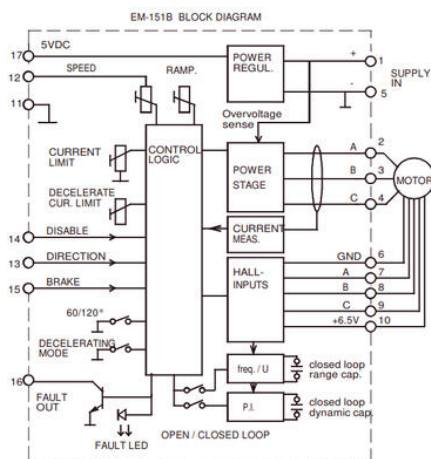 EM-151B BLOCK DIAGRAM
17
5VDC
12
SPEED
RAMP.
11
POWER
REGUL.
+
1
SUPPLY
IN
-
5
Overvoltage
sense
CURRENT
LIMIT
CONTROL
LOGIC
DECELERATE
CUR. LIMIT
POWER
STAGE
A
2
B
3
C
4
MOTOR
CURRENT
MEAS.
14
DISABLE
13
DIRECTION
15
BRAKE
HALL-
INPUTS
GND
6
A
7
B
8
C
9
+6.5V
10
60/120°
DECELERATING
MODE
16
FAULT
OUT
FAULT LED
freq. / U
closed loop
range cap.
P.I.
closed loop
dynamic cap.
OPEN / CLOSED LOOP